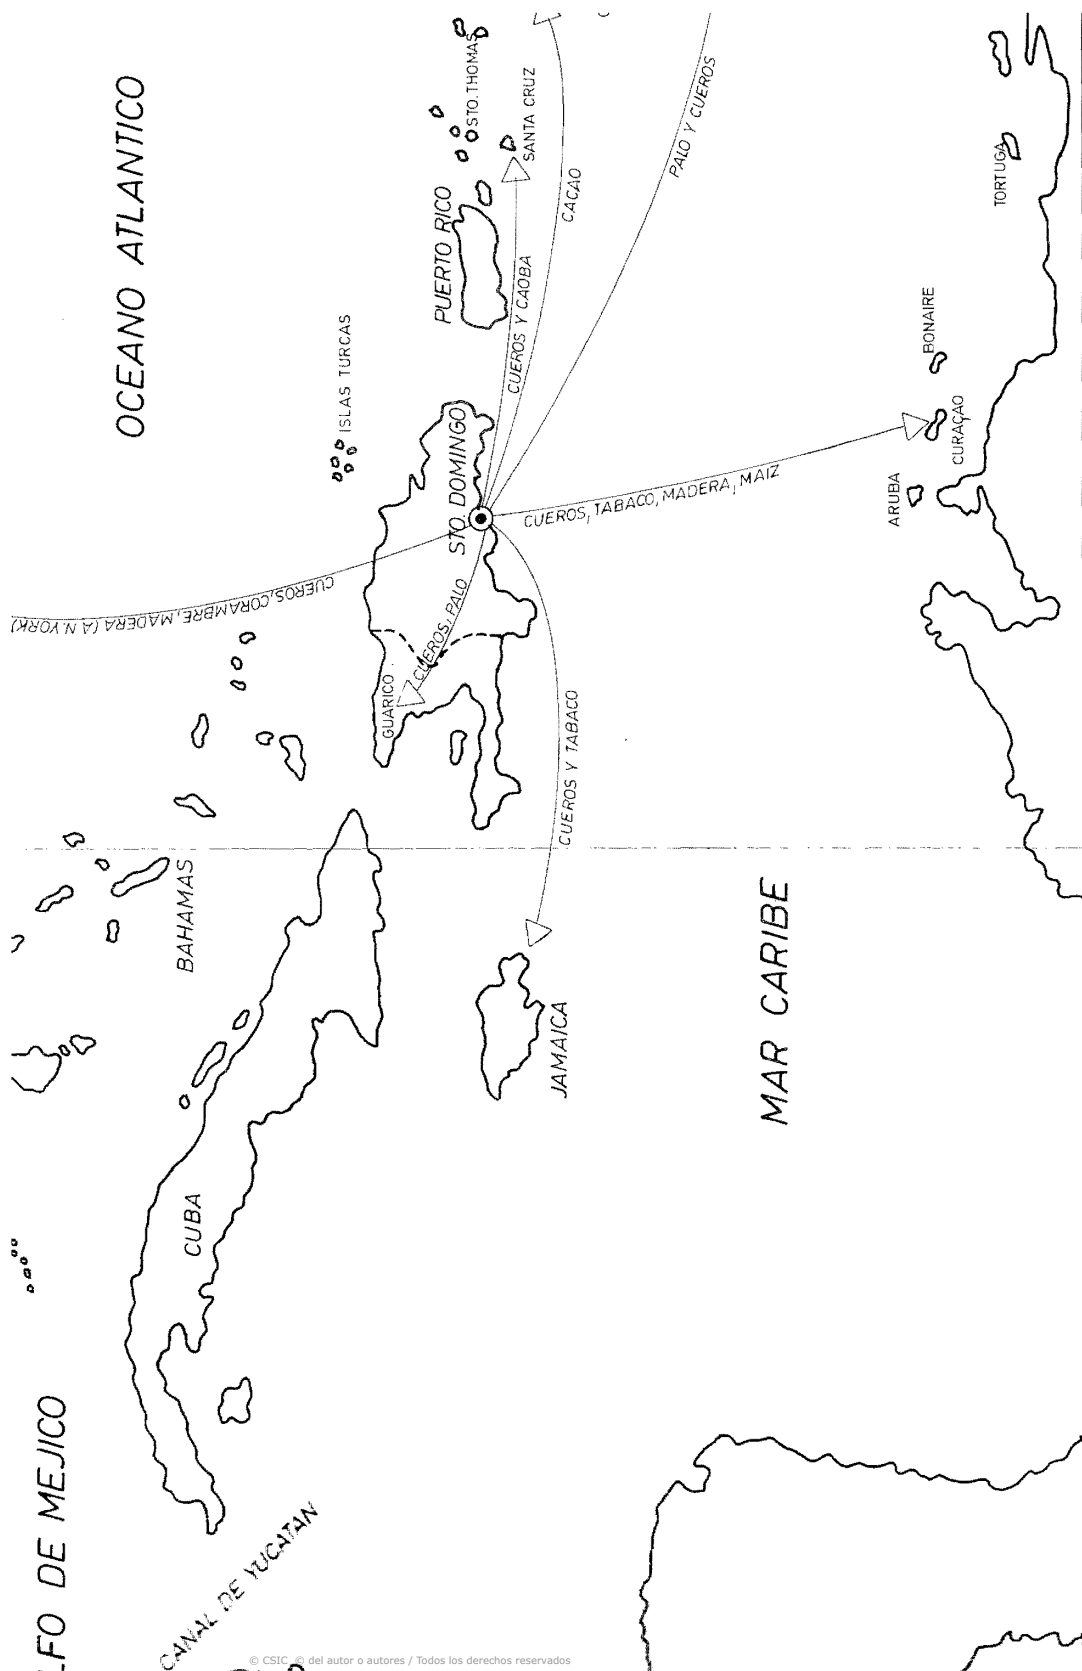 OCEANO ATLANTICO
STO. THOMAS
SANTA CRUZ
PUERTO RICO
CUEROS Y CAOBA
CACAO
PALO Y CUEROS
TORTUGA
ISLAS TURCAS
STO. DOMINGO
BONAIRE
CURAÇAO
ARUBA
CUEROS, TABACO, MADERA, MAIZ
CUEROS, CORAMBRE, MADERA (A N. YORK)
CUEROS, PALO
GUARICO
CUEROS Y TABACO
BAHAMAS
JAMAICA
MAR CARIBE
CUBA
LFO DE MEJICO
CANAL DE YUCATAN
© CSIC © del autor o autores / Todos los derechos reservados